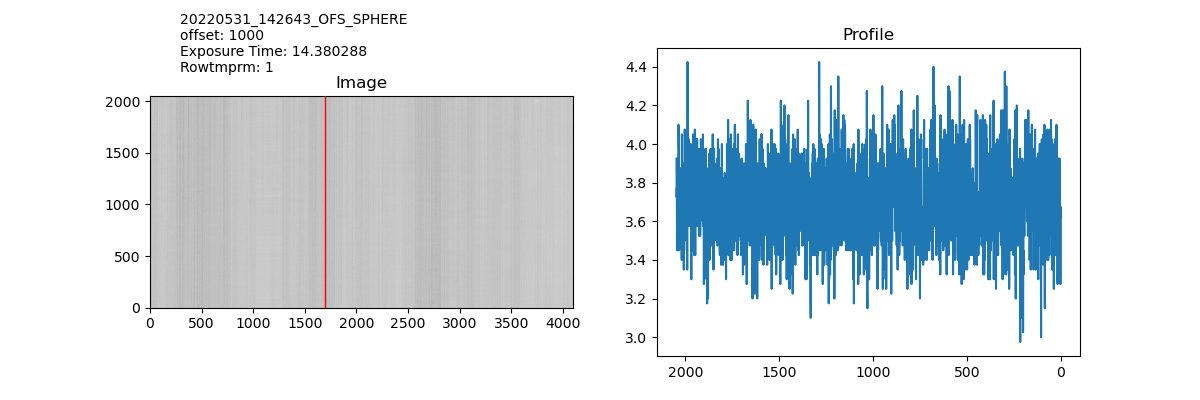 20220531_142643_OFS_SPHERE
offset: 1000
Exposure Time: 14.380288
Rowtmprm: 1
Image
2000
1500
1000
500
0
0 500 1000 1500 2000 2500 3000 3500 4000
Profile
4.4
4.2
4.0
3.8
3.6
3.4
3.2
3.0
2000 1500 1000 500 0